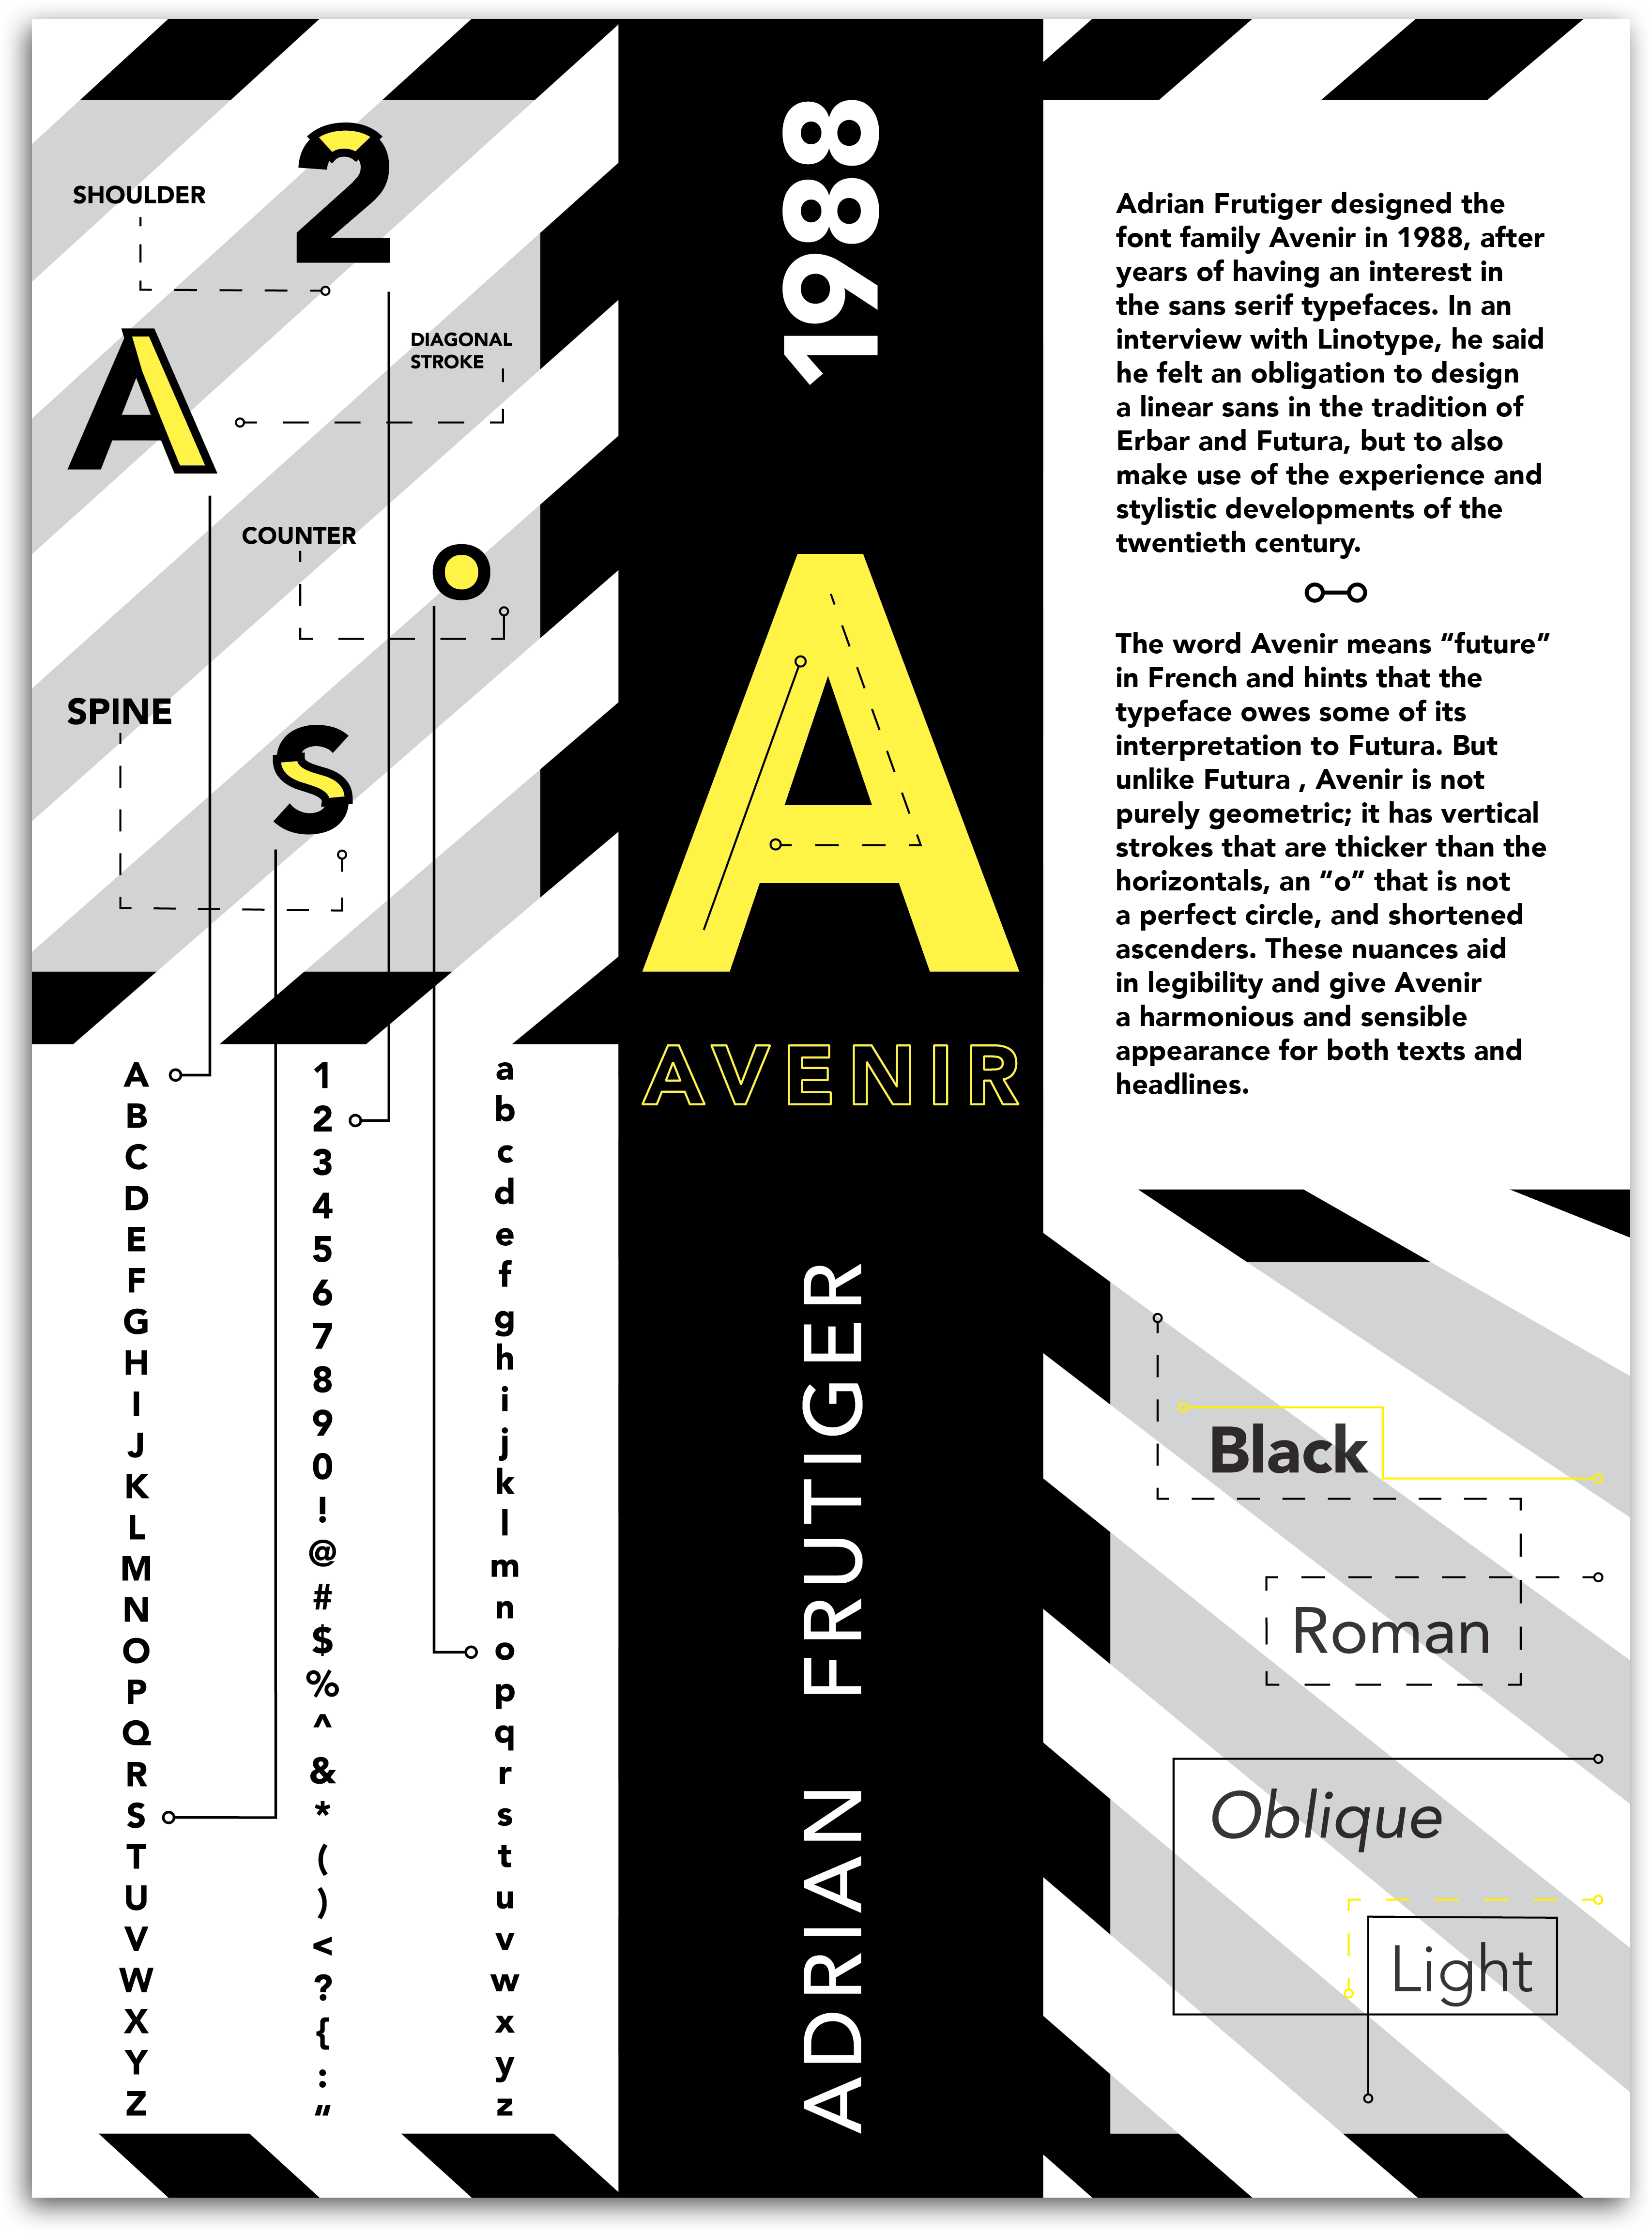 2
SHOULDER
A
DIAGONAL
STROKE
COUNTER
o
SPINE
s
A
B
C
D
E
F
G
H
I
J
K
L
M
N
O
P
Q
R
S
T
U
V
W
X
Y
Z
1
2
3
4
5
6
7
8
9
0
!
@
#
$
%
^
&
*
(
)
<
?
{
:
“
a
b
c
d
e
f
g
h
i
j
k
l
m
n
o
p
q
r
s
t
u
v
w
x
y
z
1988
A
AVENIR
ADRIAN FRUTIGER
Adrian Frutiger designed the
font family Avenir in 1988, after
years of having an interest in
the sans serif typefaces. In an
interview with Linotype, he said
he felt an obligation to design
a linear sans in the tradition of
Erbar and Futura, but to also
make use of the experience and
stylistic developments of the
twentieth century.
The word Avenir means “future”
in French and hints that the
typeface owes some of its
interpretation to Futura. But
unlike Futura , Avenir is not
purely geometric; it has vertical
strokes that are thicker than the
horizontals, an “o” that is not
a perfect circle, and shortened
ascenders. These nuances aid
in legibility and give Avenir
a harmonious and sensible
appearance for both texts and
headlines.
Black
Roman
Oblique
Light